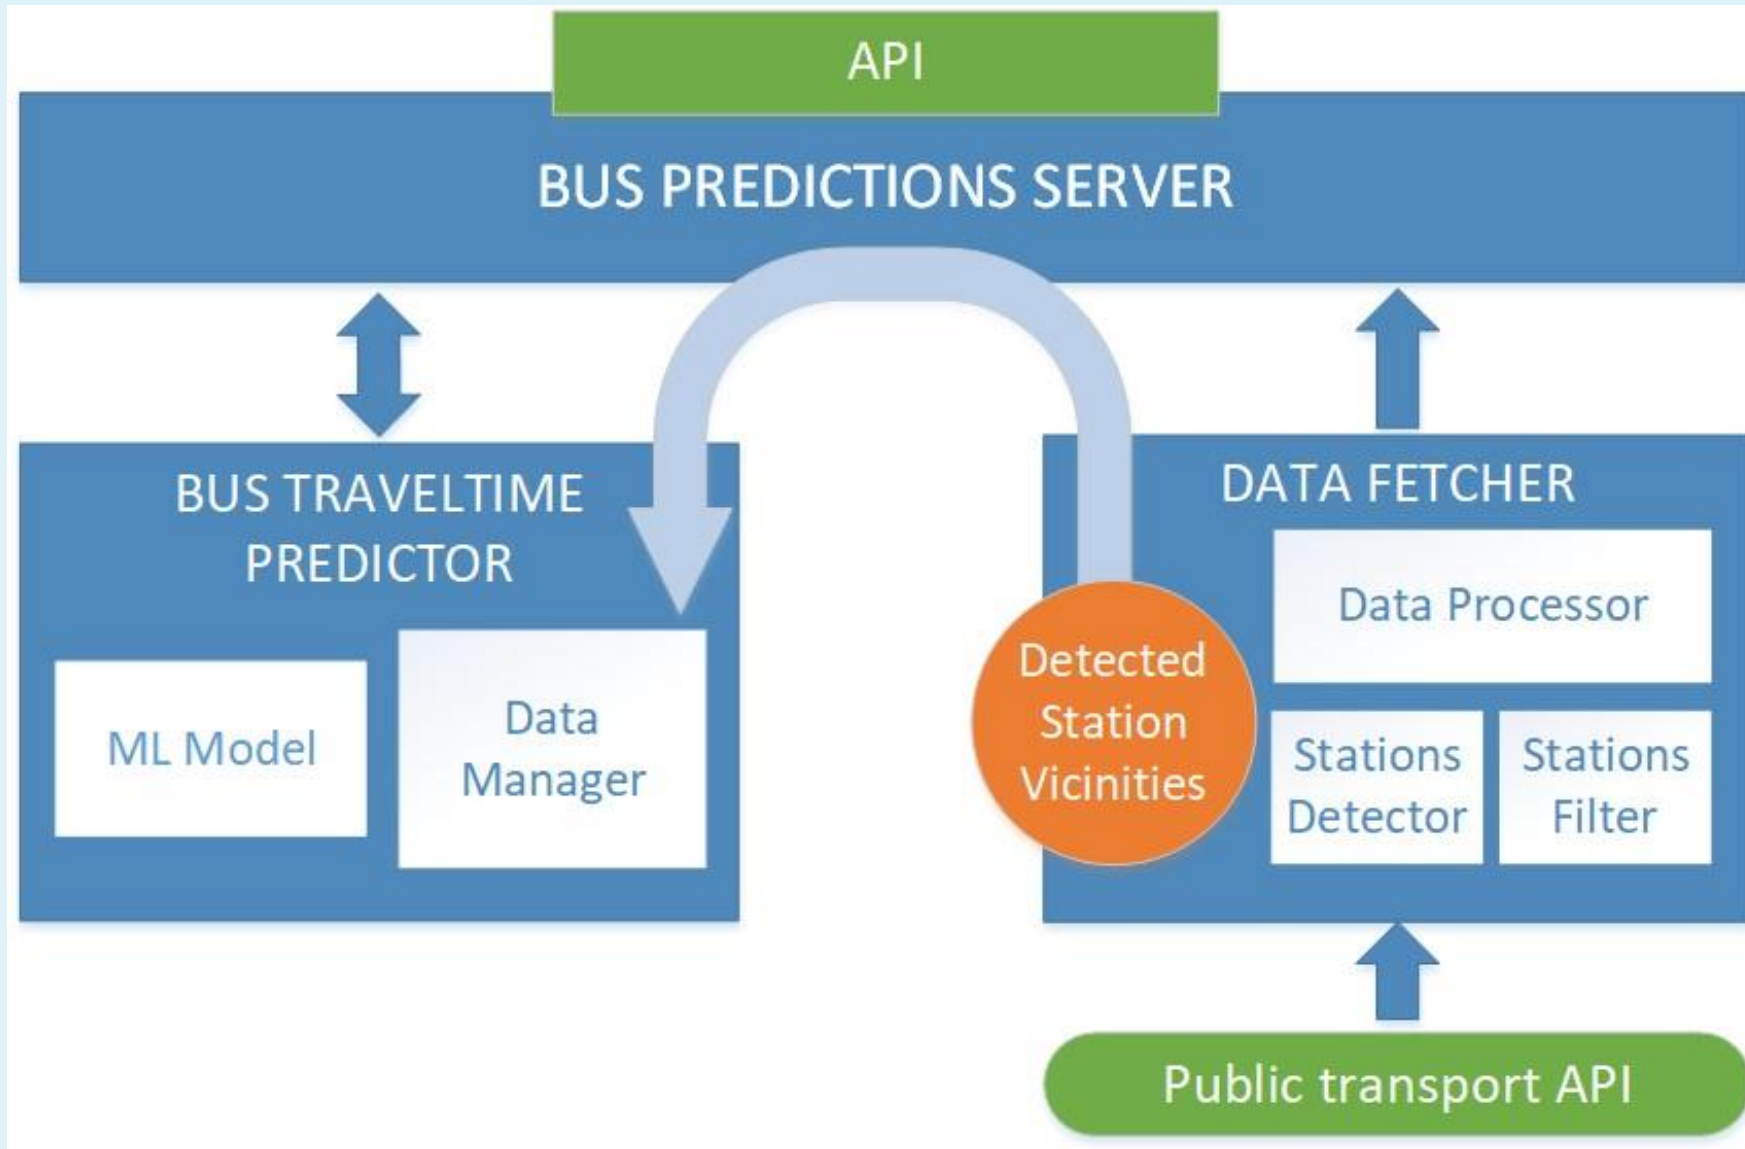 API
BUS PREDICTIONS SERVER
BUS TRAVELTIME
PREDICTOR
ML Model
Data
Manager
Detected
Station
Vicinities
DATA FETCHER
Data Processor
Stations
Detector
Stations
Filter
Public transport API